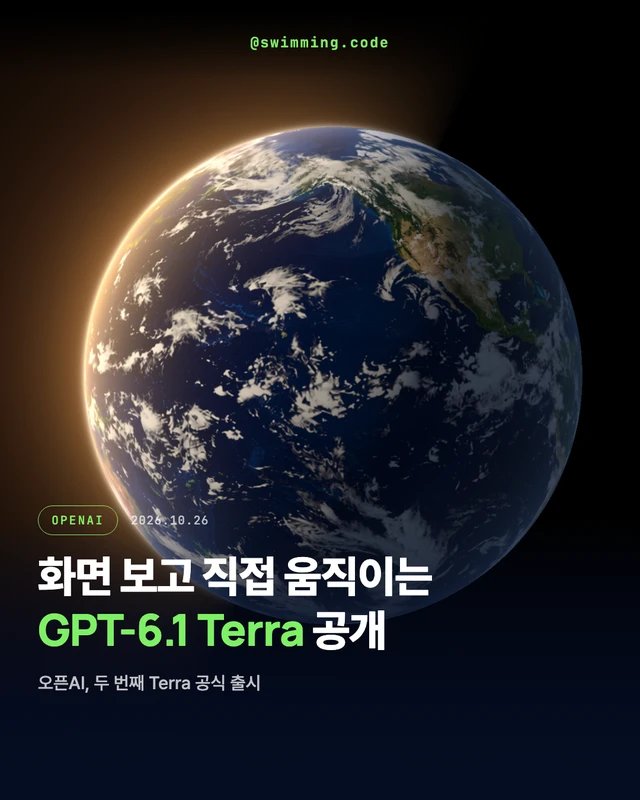 @swimming.code
OPENAI 2026.10.26
화면 보고 직접 움직이는
GPT-6.1 Terra 공개
오픈AI, 두 번째 Terra 공식 출시